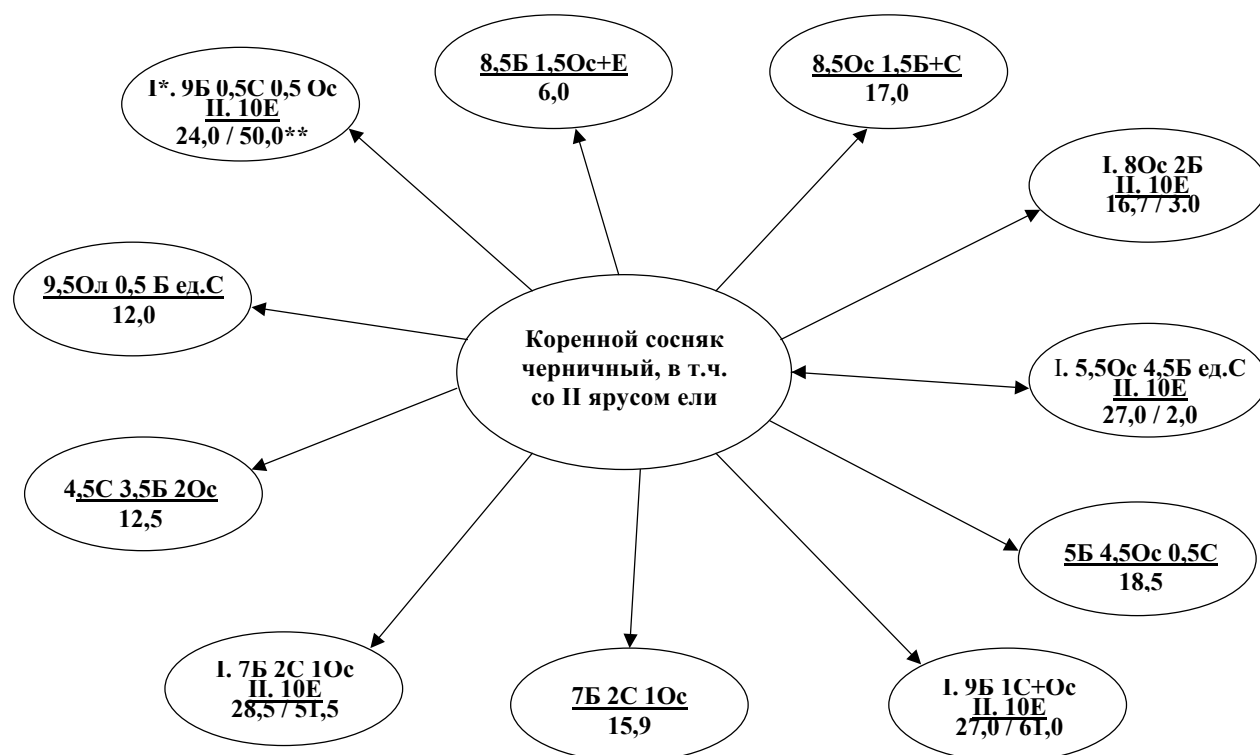 I*. 9Б 0,5С 0,5 Ос
II. 10Е
24,0 / 50,0**
8,5Б 1,5Ос+Е
6,0
8,5Ос 1,5Б+С
17,0
I. 8Ос 2Б
II. 10Е
16,7 / 3.0
9,5Ол 0,5 Б ед.С
12,0
Коренной сосняк
черничный, в т.ч.
со II ярусом ели
I. 5,5Ос 4,5Б ед.С
II. 10Е
27,0 / 2,0
4,5С 3,5Б 2Ос
12,5
5Б 4,5Ос 0,5С
18,5
I. 7Б 2С 1Ос
II. 10Е
28,5 / 51,5
7Б 2С 1Ос
15,9
I. 9Б 1С+Ос
II. 10Е
27,0 / 61,0